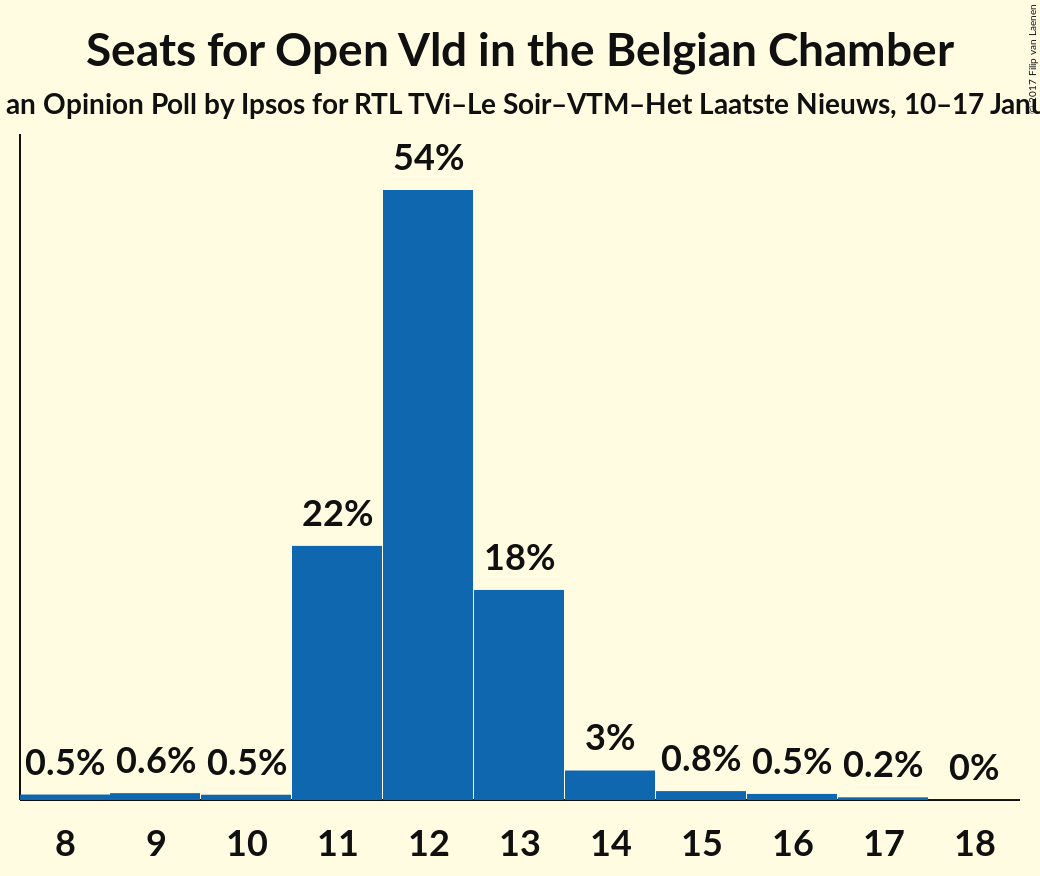 Seats for Open Vld in the Belgian Chamber
an Opinion Poll by Ipsos for RTL TVi–Le Soir–VTM–Het Laatste Nieuws, 10–17 Janu
© 2017 Filip van Laenen
54%
22%
18%
3%
0.5% 0.6% 0.5% 0.8% 0.5% 0.2% 0%
8 9 10 11 12 13 14 15 16 17 18